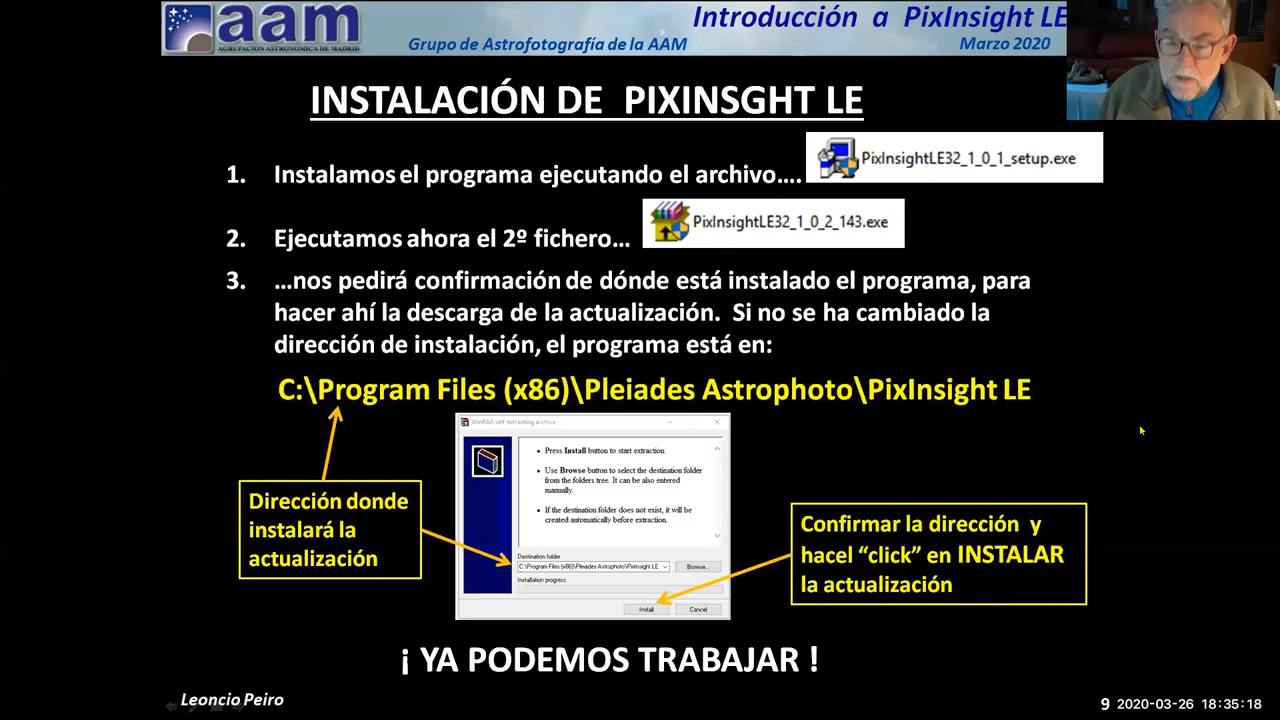 aam
AGRUPACIÓN ASTRONÓMICA DE MADRID
Introducción a PixInsight LE
Grupo de Astrofotografía de la AAM
Marzo 2020
INSTALACIÓN DE PIXINSGHT LE
1. Instalamos el programa ejecutando el archivo….
PixInsightLE32_1_0_1_setup.exe
2. Ejecutamos ahora el 2º fichero…
PixInsightLE32_1_0_2_143.exe
3. …nos pedirá confirmación de dónde está instalado el programa, para
hacer ahí la descarga de la actualización. Si no se ha cambiado la
dirección de instalación, el programa está en:
C:\Program Files (x86)\Pleiades Astrophoto\PixInsight LE
WinRAR self-extracting archive
• Press Install button to start extraction.
• Use Browse button to select the destination folder
from the folders tree. It can be also entered
manually.
• If the destination folder does not exist, it will be
created automatically before extraction.
Destination folder
C:\Program Files (x86)\Pleiades Astrophoto\PixInsight LE
Browse...
Installation progress
Install
Cancel
Dirección donde
instalará la
actualización
Confirmar la dirección y
hacel “click” en INSTALAR
la actualización
¡ YA PODEMOS TRABAJAR !
Leoncio Peiro
9 2020-03-26 18:35:18